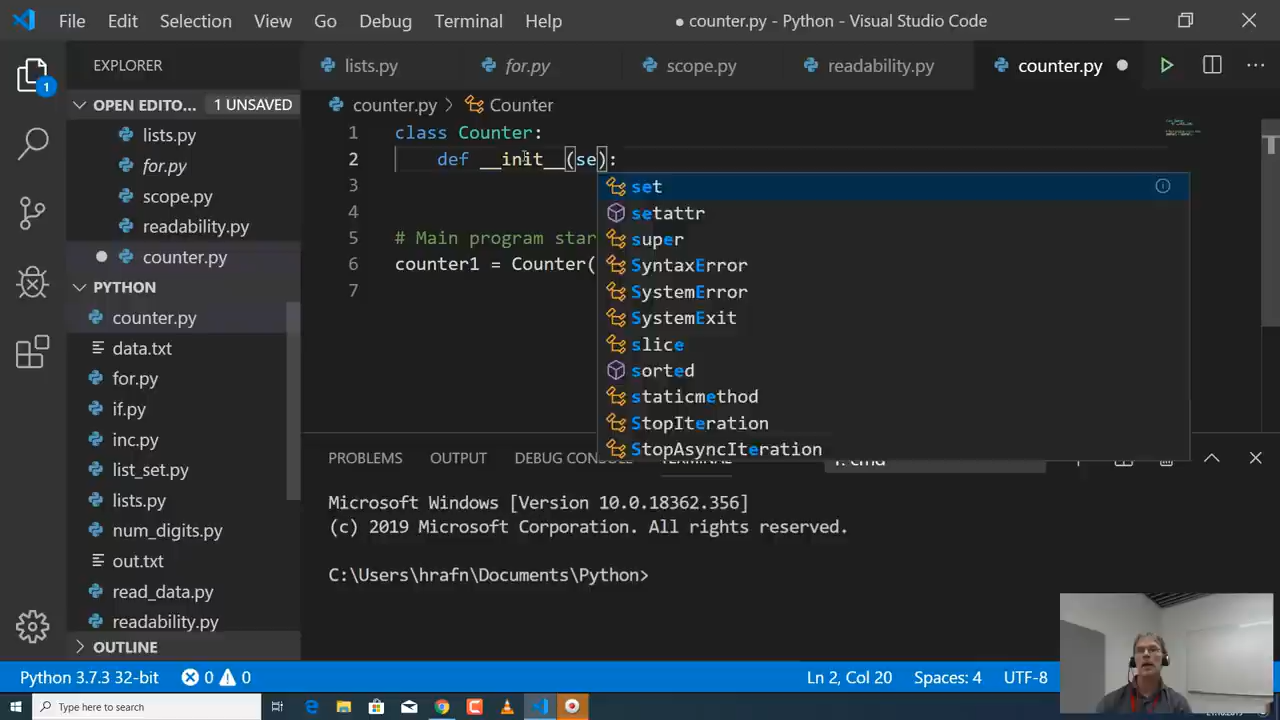 File Edit Selection View Go Debug Terminal Help
● counter.py - Python - Visual Studio Code
EXPLORER
lists.py
for.py
scope.py
readability.py
counter.py
OPEN EDITO...
1 UNSAVED
lists.py
for.py
scope.py
readability.py
counter.py
PYTHON
counter.py
data.txt
for.py
if.py
inc.py
list_set.py
lists.py
num_digits.py
out.txt
read_data.py
readability.py
OUTLINE
counter.py > Counter
1 class Counter:
2 def __init__(se):
3
4
5 # Main program star
6 counter1 = Counter(
7
set
setattr
super
SyntaxError
SystemError
SystemExit
slice
sorted
staticmethod
StopIteration
StopAsyncIteration
PROBLEMS OUTPUT DEBUG CONSOLE TERMINAL
1: cmd
Microsoft Windows [Version 10.0.18362.356]
(c) 2019 Microsoft Corporation. All rights reserved.
C:\Users\hrafn\Documents\Python>
Python 3.7.3 32-bit 0 0 Ln 2, Col 20 Spaces: 4 UTF-8
Type here to search